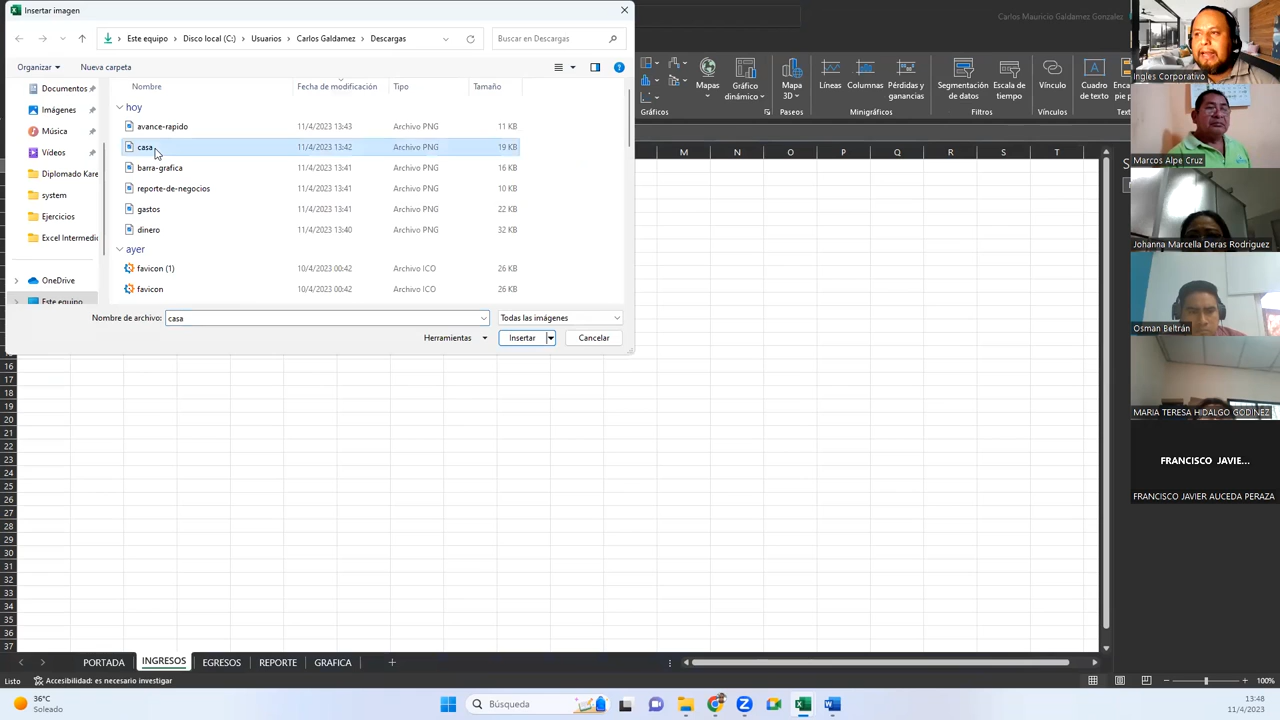 Insertar imagen
Carlos Mauricio Galdamez Gonzalez
Este equipo > Disco local (C:) > Usuarios > Carlos Galdamez > Descargas
Buscar en Descargas
Organizar
Nueva carpeta
Nombre
Fecha de modificación
Tipo
Tamaño
Documentos
Imágenes
Música
Vídeos
Diplomado Kare
system
Ejercicios
Excel Intermedi
OneDrive
Este equipo
hoy
avance-rapido 11/4/2023 13:43 Archivo PNG 11 KB
casa 11/4/2023 13:42 Archivo PNG 19 KB
barra-grafica 11/4/2023 13:41 Archivo PNG 16 KB
reporte-de-negocios 11/4/2023 13:41 Archivo PNG 10 KB
gastos 11/4/2023 13:41 Archivo PNG 22 KB
dinero 11/4/2023 13:40 Archivo PNG 32 KB
ayer
favicon (1) 10/4/2023 00:42 Archivo ICO 26 KB
favicon 10/4/2023 00:42 Archivo ICO 26 KB
Nombre de archivo: casa
Todas las imágenes
Herramientas
Insertar
Cancelar
Mapas
Gráfico dinámico
Mapa 3D
Líneas
Columnas
Pérdidas y ganancias
Segmentación de datos
Escala de tiempo
Vínculo
Cuadro de texto
Gráficos
Paseos
Minigráficos
Filtros
Vínculos
M N O P Q R S T
16
17
18
19
20
21
22
23
24
25
26
27
28
29
30
31
32
33
34
35
36
37
Ingles Corporativo
Marcos Alpe Cruz
Johanna Marcella Deras Rodriguez
Osman Beltrán
MARIA TERESA HIDALGO GODINEZ
FRANCISCO JAVIE...
FRANCISCO JAVIER AUCEDA PERAZA
PORTADA INGRESOS EGRESOS REPORTE GRAFICA
Listo
Accesibilidad: es necesario investigar
100%
36°C
Soleado
Búsqueda
13:48
11/4/2023